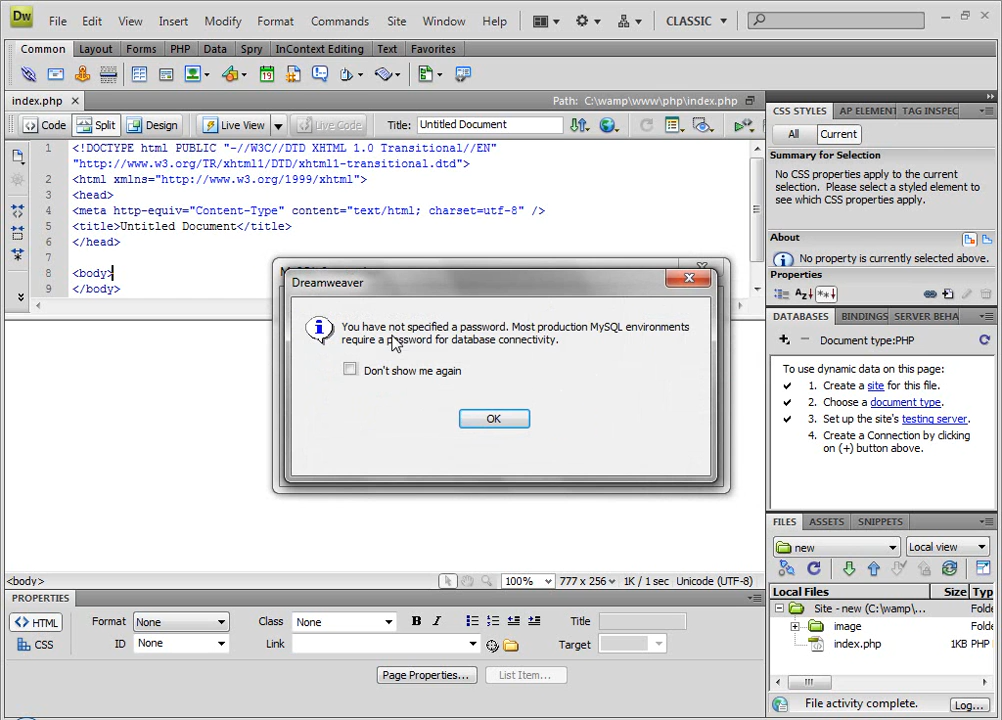 Dw File Edit View Insert Modify Format Commands Site Window Help CLASSIC
Common Layout Forms PHP Data Spry InContext Editing Text Favorites
index.php Path: C:\wamp\www\php\index.php
Code Split Design Live View Live Code Title: Untitled Document
1 <!DOCTYPE html PUBLIC "-//W3C//DTD XHTML 1.0 Transitional//EN"
"http://www.w3.org/TR/xhtml1/DTD/xhtml1-transitional.dtd">
2 <html xmlns="http://www.w3.org/1999/xhtml">
3 <head>
4 <meta http-equiv="Content-Type" content="text/html; charset=utf-8" />
5 <title>Untitled Document</title>
6 </head>
7
8 <body>
9 </body>
Dreamweaver
You have not specified a password. Most production MySQL environments
require a password for database connectivity.
Don't show me again
OK
CSS STYLES AP ELEMENT TAG INSPEC
All Current
Summary for Selection
No CSS properties apply to the current
selection. Please select a styled element to
see which CSS properties apply.
About
No property is currently selected above.
Properties
DATABASES BINDINGS SERVER BEHA
Document type:PHP
To use dynamic data on this page:
1. Create a site for this file.
2. Choose a document type.
3. Set up the site's testing server.
4. Create a Connection by clicking
on (+) button above.
FILES ASSETS SNIPPETS
new Local view
Local Files Size Typ
Site - new (C:\wamp\... Folde
image Folde
index.php 1KB PHP
File activity complete. Log...
<body> 100% 777 x 256 1K / 1 sec Unicode (UTF-8)
PROPERTIES
HTML Format None Class None B I Title
CSS ID None Link Target
Page Properties... List Item...